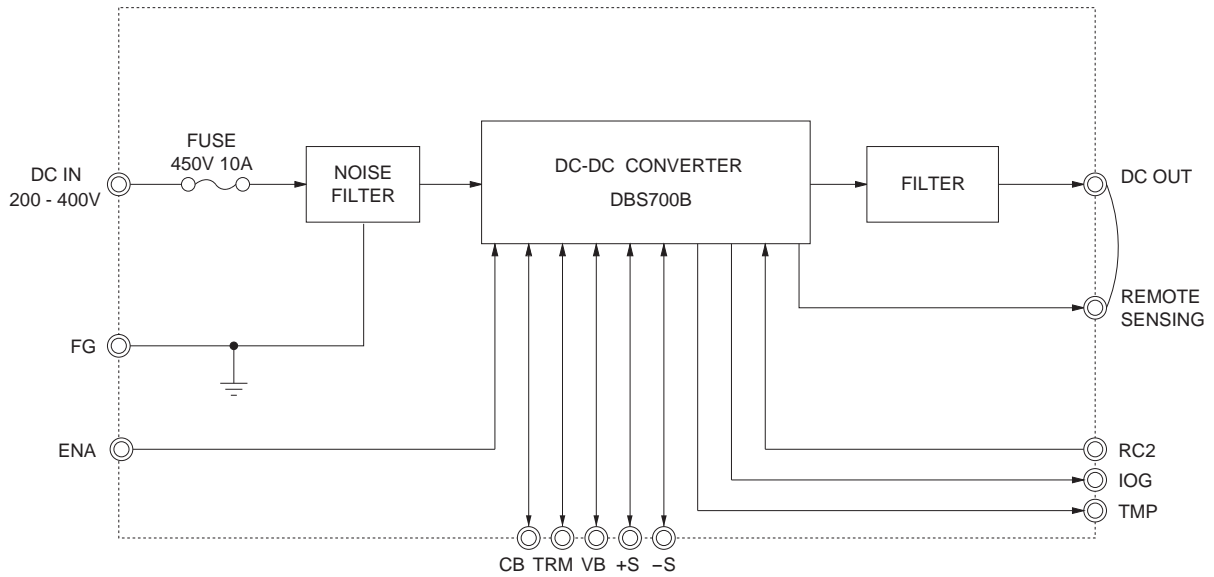 FUSE
450V 10A
DC IN
200 - 400V
NOISE
FILTER
DC-DC CONVERTER
DBS700B
FILTER
DC OUT
REMOTE
SENSING
FG
ENA
RC2
IOG
TMP
CB TRM VB +S −S